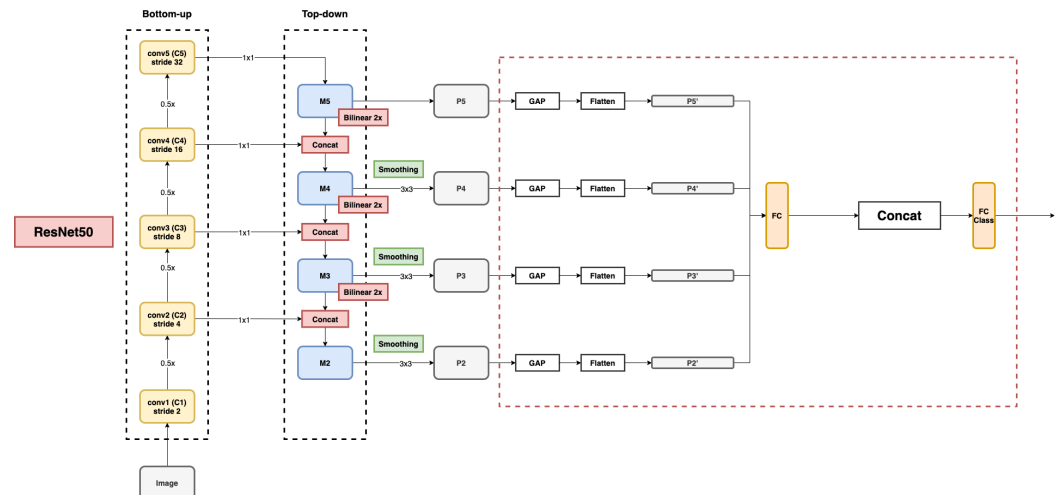 Bottom-up
Top-down
conv5 (C5)
stride 32
1x1
M5
P5
GAP
Flatten
P5'
Bilinear 2x
0.5x
conv4 (C4)
stride 16
1x1
Concat
Smoothing
M4
3x3
P4
GAP
Flatten
P4'
Bilinear 2x
0.5x
ResNet50
conv3 (C3)
stride 8
1x1
Concat
FC
Concat
FC
Class
Smoothing
0.5x
M3
3x3
P3
GAP
Flatten
P3'
Bilinear 2x
conv2 (C2)
stride 4
1x1
Concat
Smoothing
0.5x
M2
3x3
P2
GAP
Flatten
P2'
conv1 (C1)
stride 2
Image